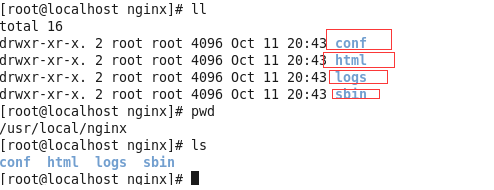 [root@localhost nginx]# ll
total 16
drwxr-xr-x. 2 root root 4096 Oct 11 20:43 conf
drwxr-xr-x. 2 root root 4096 Oct 11 20:43 html
drwxr-xr-x. 2 root root 4096 Oct 11 20:43 logs
drwxr-xr-x. 2 root root 4096 Oct 11 20:43 sbin
[root@localhost nginx]# pwd
/usr/local/nginx
[root@localhost nginx]# ls
conf  html  logs  sbin
[root@localhost nginx]#